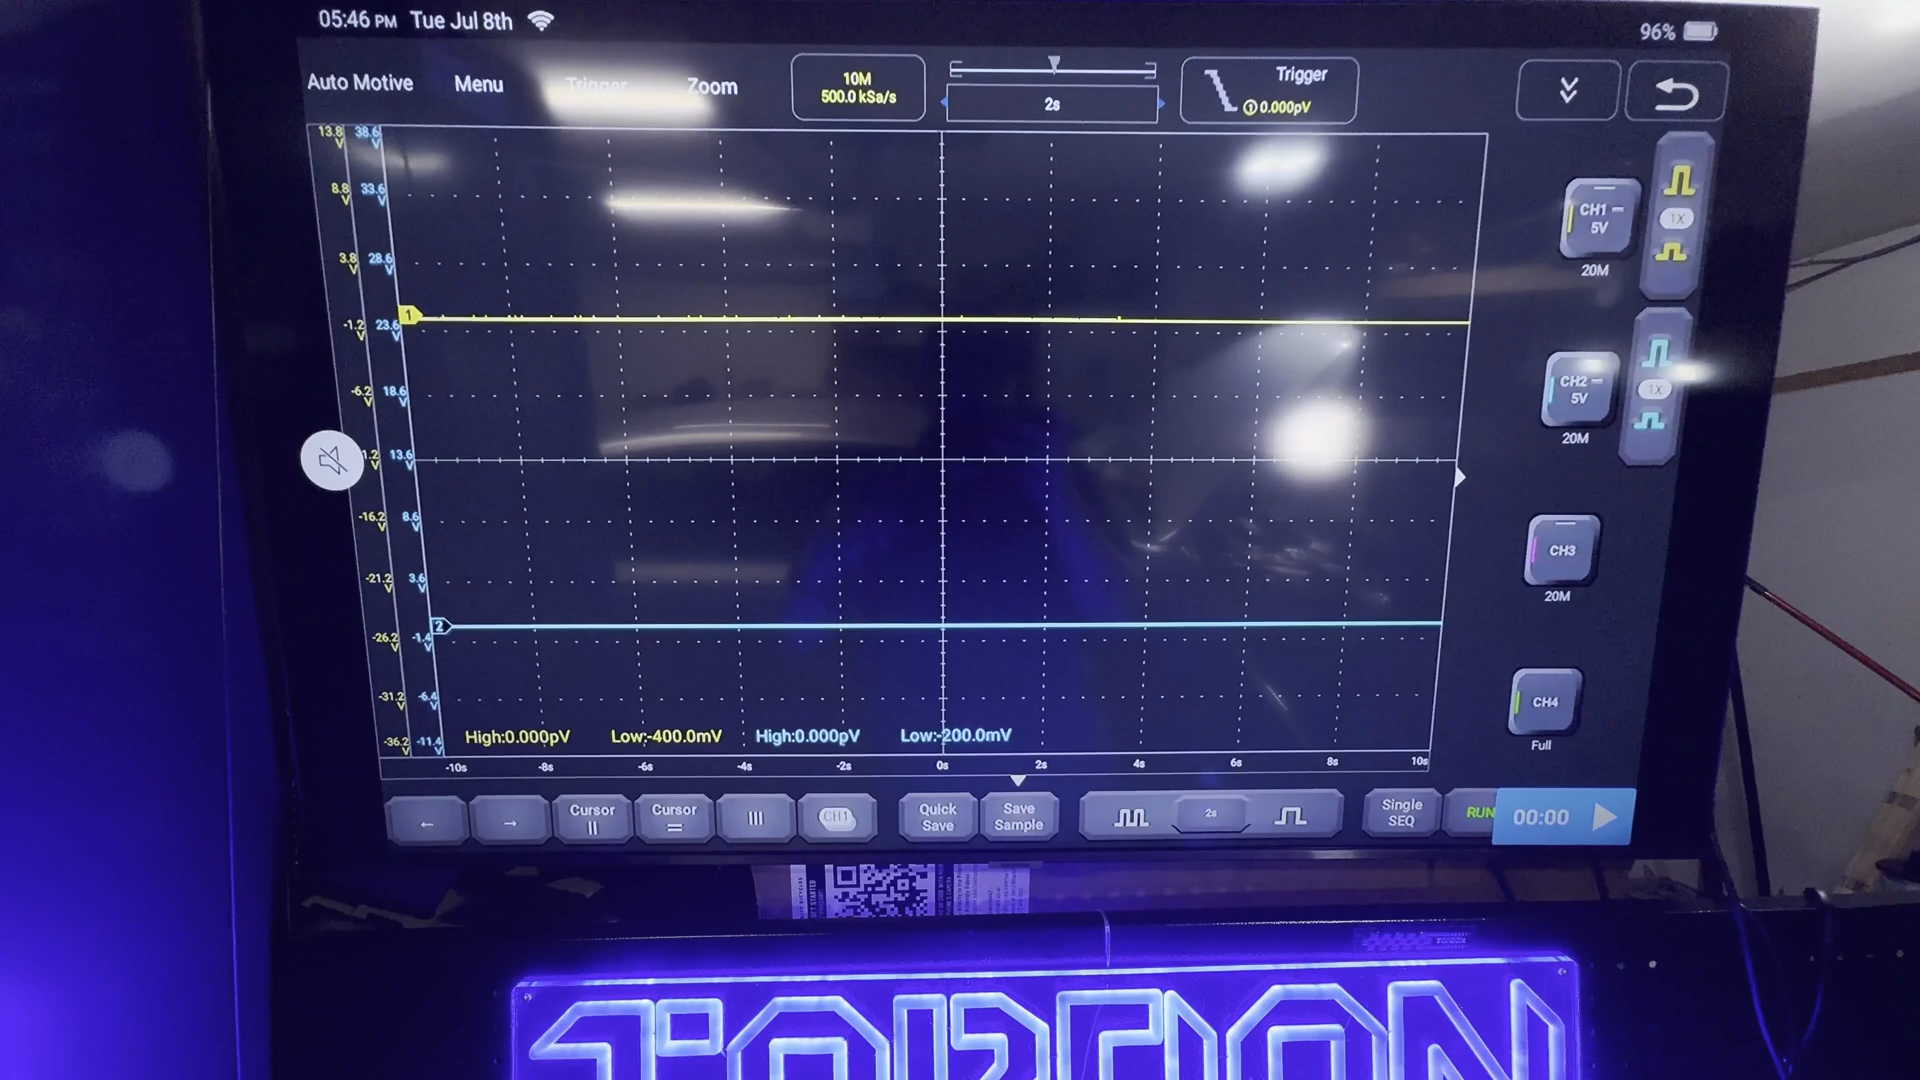 05:46 PM Tue Jul 8th
96%
Auto Motive Menu Trigger Zoom
10M
500.0 kSa/s
2s
Trigger
1 0.000pV
13.8 V 38.6 V
8.8 V 33.6 V
3.8 V 28.6 V
1
-1.2 V 23.6 V
-6.2 V 18.6 V
13.6 V
-16.2 V 8.6 V
-21.2 V 3.6 V
2
-26.2 V -1.4 V
-31.2 V -6.4 V
-36.2 V -11.4 V
High:0.000pV Low:-400.0mV High:0.000pV Low:-200.0mV
-10s -8s -6s -4s -2s 0s 2s 4s 6s 8s 10s
CH1
5V
20M
1X
CH2
5V
20M
1X
CH3
20M
CH4
Full
← → Cursor Cursor CH1 Quick Save Save Sample 2s Single SEQ RUN 00:00